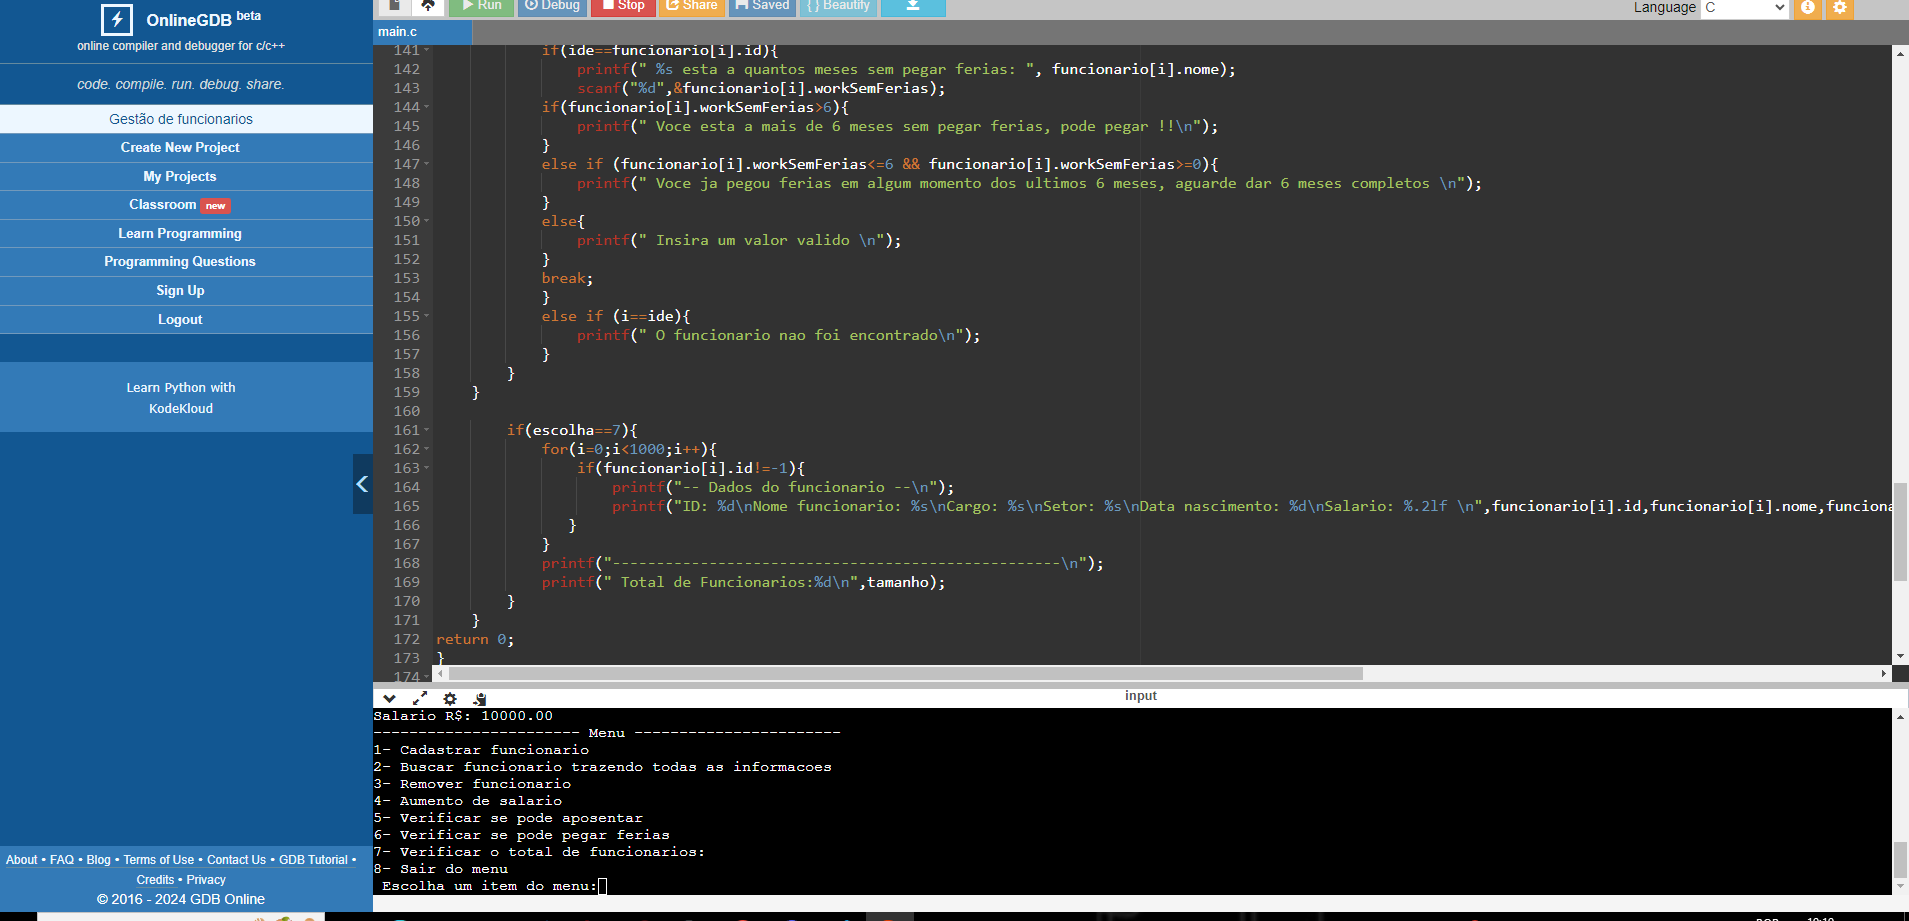 OnlineGDB beta
online compiler and debugger for c/c++
code. compile. run. debug. share.
Gestão de funcionarios
Create New Project
My Projects
Classroom new
Learn Programming
Programming Questions
Sign Up
Logout
Learn Python with
KodeKloud
About • FAQ • Blog • Terms of Use • Contact Us • GDB Tutorial •
Credits • Privacy
© 2016 - 2024 GDB Online
Run Debug Stop Share Saved { } Beautify
Language C
main.c
141 if(ide==funcionario[i].id){
142 printf(" %s esta a quantos meses sem pegar ferias: ", funcionario[i].nome);
143 scanf("%d",&funcionario[i].workSemFerias);
144 if(funcionario[i].workSemFerias>6){
145 printf(" Voce esta a mais de 6 meses sem pegar ferias, pode pegar !!\n");
146 }
147 else if (funcionario[i].workSemFerias<=6 && funcionario[i].workSemFerias>=0){
148 printf(" Voce ja pegou ferias em algum momento dos ultimos 6 meses, aguarde dar 6 meses completos \n");
149 }
150 else{
151 printf(" Insira um valor valido \n");
152 }
153 break;
154 }
155 else if (i==ide){
156 printf(" O funcionario nao foi encontrado\n");
157 }
158 }
159 }
160
161 if(escolha==7){
162 for(i=0;i<1000;i++){
163 if(funcionario[i].id!=-1){
164 printf("-- Dados do funcionario --\n");
165 printf("ID: %d\nNome funcionario: %s\nCargo: %s\nSetor: %s\nData nascimento: %d\nSalario: %.2lf \n",funcionario[i].id,funcionario[i].nome,funciona
166 }
167 }
168 printf("---------------------------------------------------\n");
169 printf(" Total de Funcionarios:%d\n",tamanho);
170 }
171 }
172 return 0;
173 }
174
input
Salario R$: 10000.00
----------------------- Menu -----------------------
1- Cadastrar funcionario
2- Buscar funcionario trazendo todas as informacoes
3- Remover funcionario
4- Aumento de salario
5- Verificar se pode aposentar
6- Verificar se pode pegar ferias
7- Verificar o total de funcionarios:
8- Sair do menu
Escolha um item do menu: